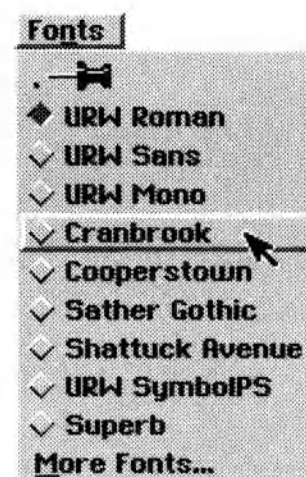 Fonts
URW Roman
URW Sans
URW Mono
Cranbrook
Cooperstown
Sather Gothic
Shattuck Avenue
URW SymbolPS
Superb
More Fonts...